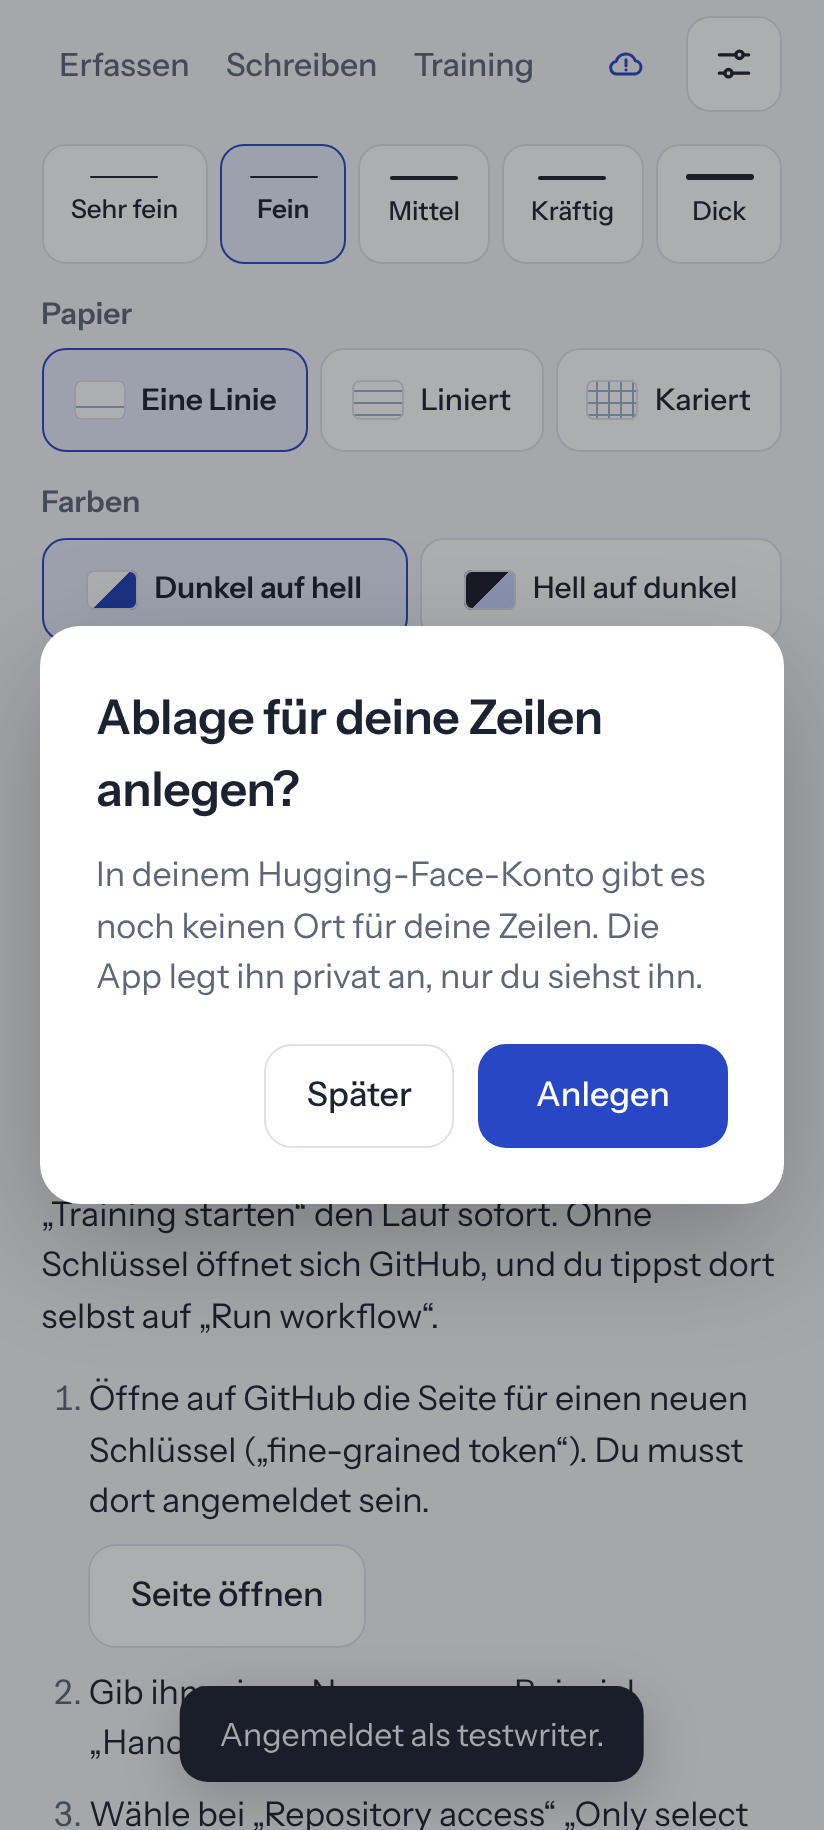 Erfassen Schreiben Training
Sehr fein Fein Mittel Kräftig Dick
Papier
Eine Linie Liniert Kariert
Farben
Dunkel auf hell Hell auf dunkel
Ablage für deine Zeilen
anlegen?
In deinem Hugging-Face-Konto gibt es
noch keinen Ort für deine Zeilen. Die
App legt ihn privat an, nur du siehst ihn.
Später Anlegen
„Training starten“ den Lauf sofort. Ohne
Schlüssel öffnet sich GitHub, und du tippst dort
selbst auf „Run workflow“.
1. Öffne auf GitHub die Seite für einen neuen
Schlüssel („fine-grained token“). Du musst
dort angemeldet sein.
Seite öffnen
2. Gib
Angemeldet als testwriter.
3. Wähle bei „Repository access“ „Only select